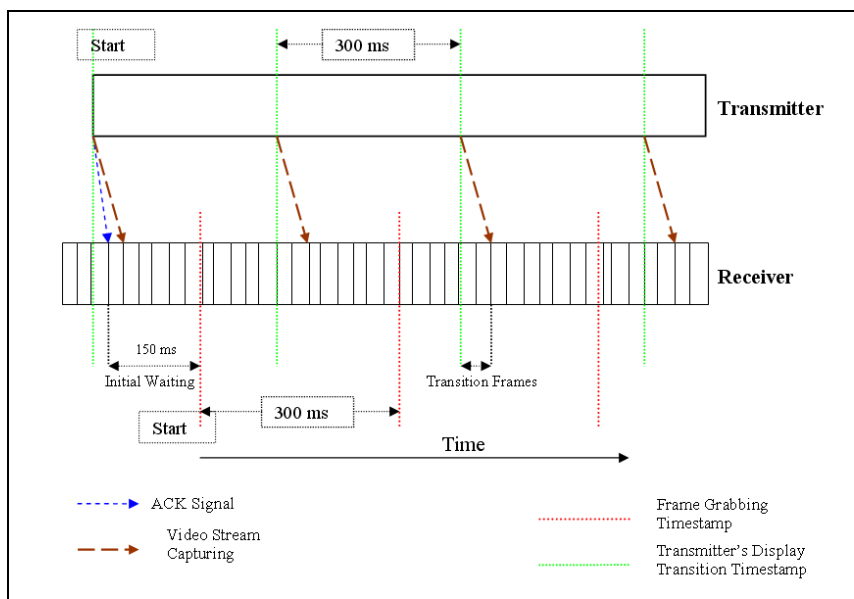 Start
300 ms
Transmitter
Receiver
150 ms
Initial Waiting
Transition Frames
300 ms
Start
Time
ACK Signal
Video Stream
Capturing
Frame Grabbing
Timestamp
Transmitter's Display
Transition Timestamp